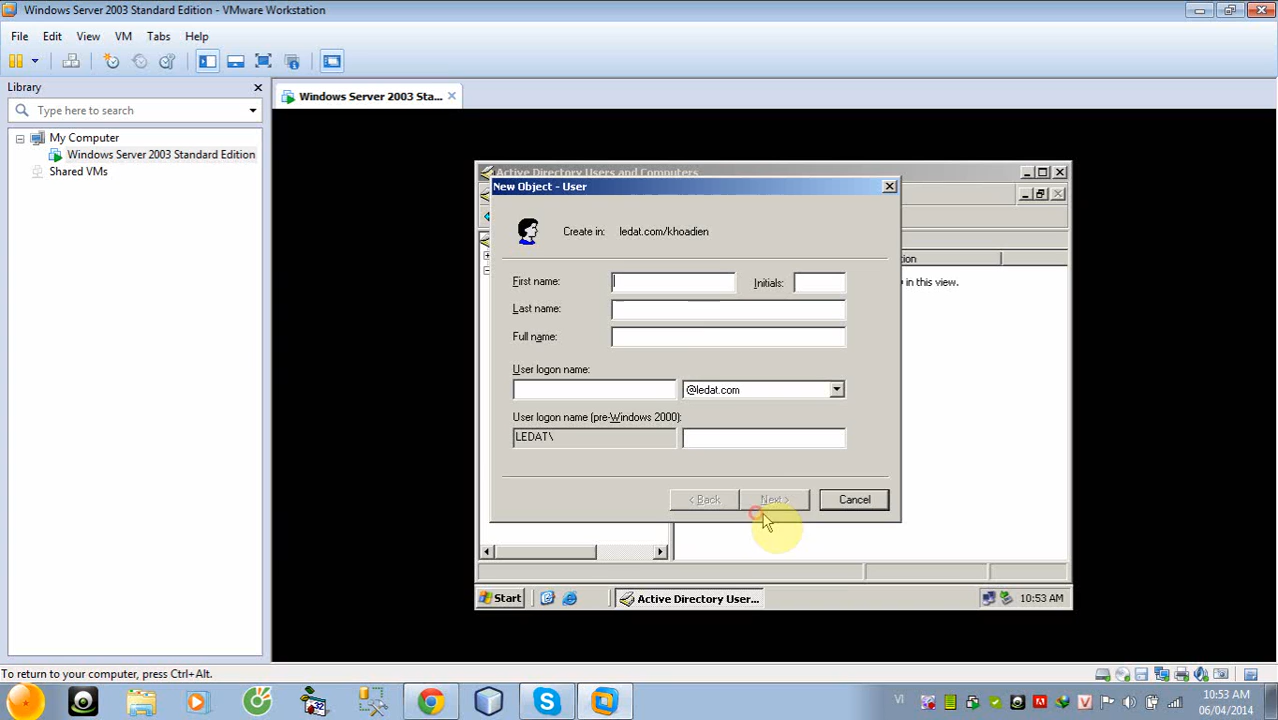 Windows Server 2003 Standard Edition - VMware Workstation
File Edit View VM Tabs Help
Library
Type here to search
My Computer
Windows Server 2003 Standard Edition
Shared VMs
Windows Server 2003 Sta...
Active Directory Users and Computers
New Object - User
Create in: ledat.com/khoadien
First name:
Initials:
Last name:
Full name:
User logon name:
@ledat.com
User logon name (pre-Windows 2000):
LEDAT\
< Back Next > Cancel
in this view.
Start
Active Directory User...
10:53 AM
To return to your computer, press Ctrl+Alt.
32
VI
10:53 AM
06/04/2014